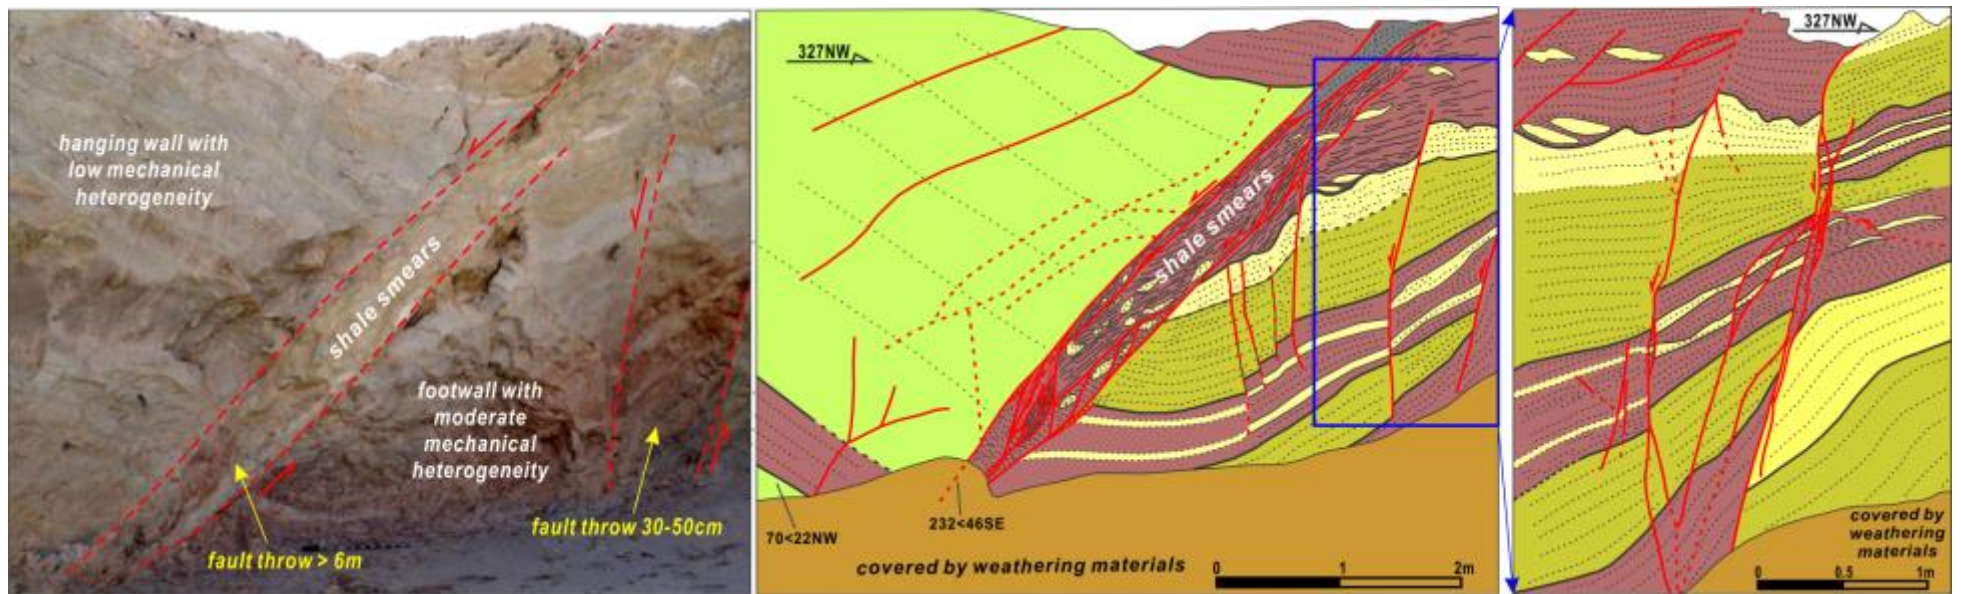 hanging wall with
low mechanical
heterogeneity
shale smears
footwall with
moderate
mechanical
heterogeneity
fault throw 30-50cm
fault throw > 6m
327NW
shale smears
70<22NW
232<46SE
covered by weathering materials
0 1 2m
327NW
covered by
weathering
materials
0 0.5 1m